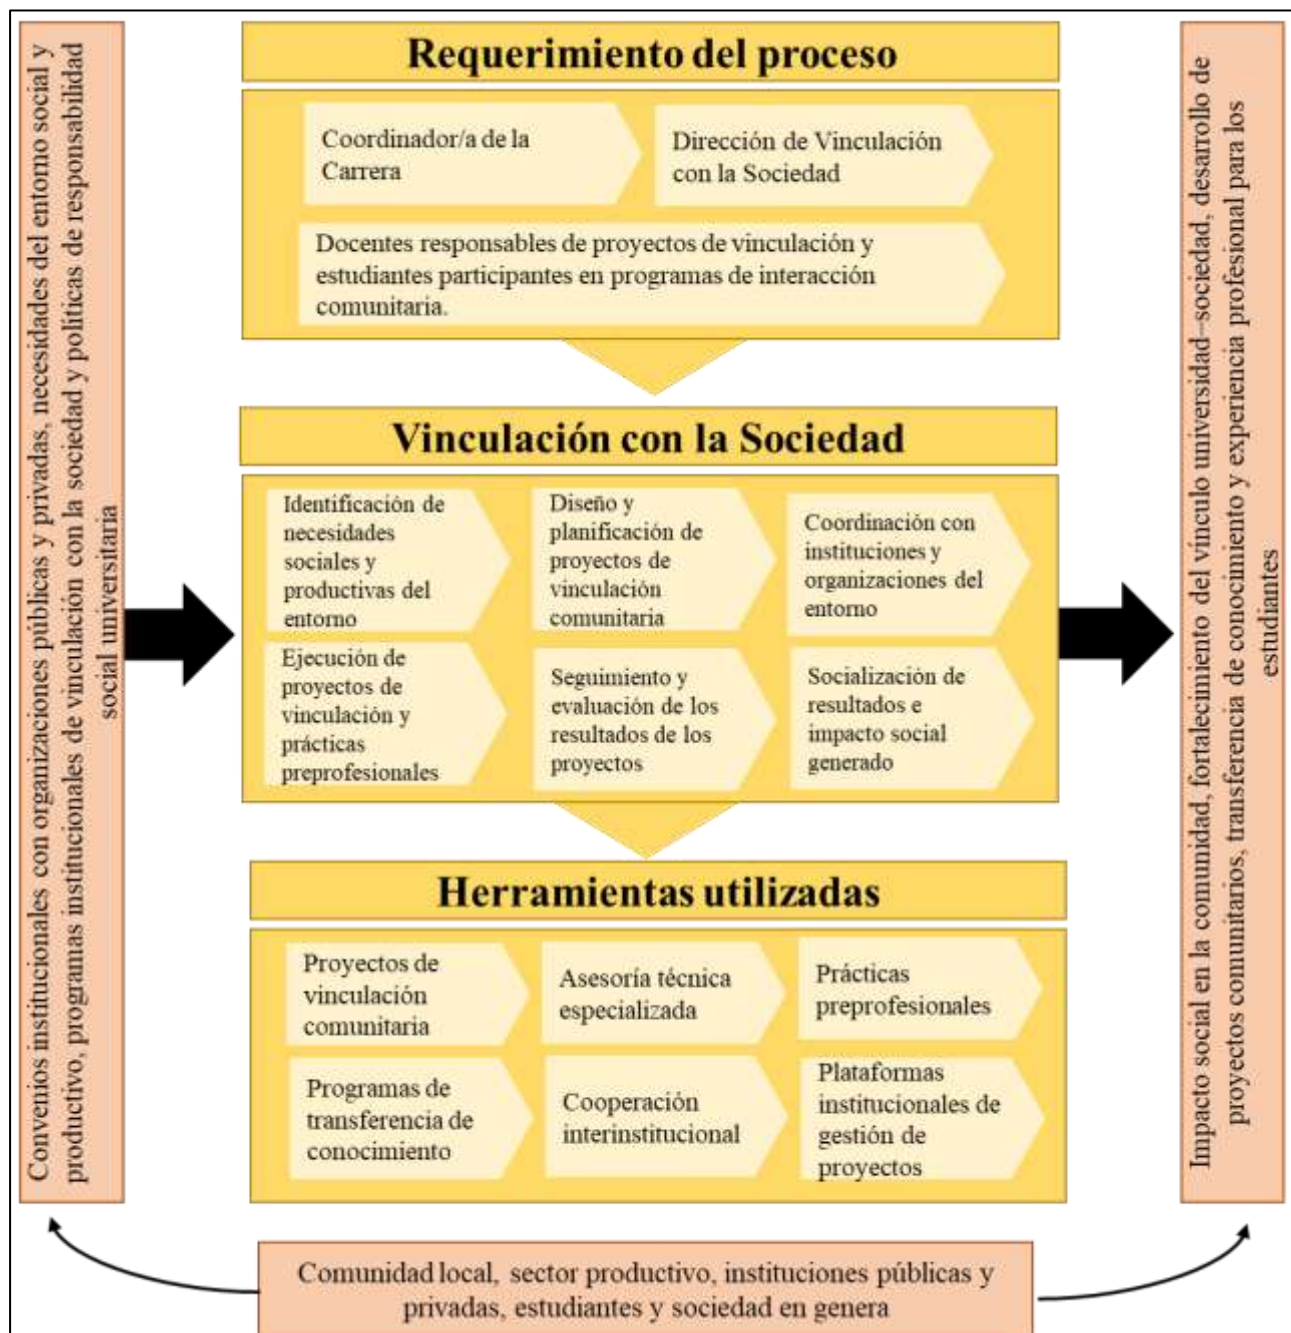 Convenios institucionales con organizaciones públicas y privadas, necesidades del entorno social y
productivo, programas institucionales de vinculación con la sociedad y políticas de responsabilidad
social universitaria
Requerimiento del proceso
Coordinador/a de la
Carrera
Dirección de Vinculación
con la Sociedad
Docentes responsables de proyectos de vinculación y
estudiantes participantes en programas de interacción
comunitaria.
Vinculación con la Sociedad
Identificación de
necesidades
sociales y
productivas del
entorno
Diseño y
planificación de
proyectos de
vinculación
comunitaria
Coordinación con
instituciones y
organizaciones del
entorno
Ejecución de
proyectos de
vinculación y
prácticas
preprofesionales
Seguimiento y
evaluación de los
resultados de los
proyectos
Socialización de
resultados e
impacto social
generado
Herramientas utilizadas
Proyectos de
vinculación
comunitaria
Asesoría técnica
especializada
Prácticas
preprofesionales
Programas de
transferencia de
conocimiento
Cooperación
interinstitucional
Plataformas
institucionales de
gestión de
proyectos
Impacto social en la comunidad, fortalecimiento del vínculo universidad–sociedad, desarrollo de
proyectos comunitarios, transferencia de conocimiento y experiencia profesional para los
estudiantes
Comunidad local, sector productivo, instituciones públicas y
privadas, estudiantes y sociedad en genera